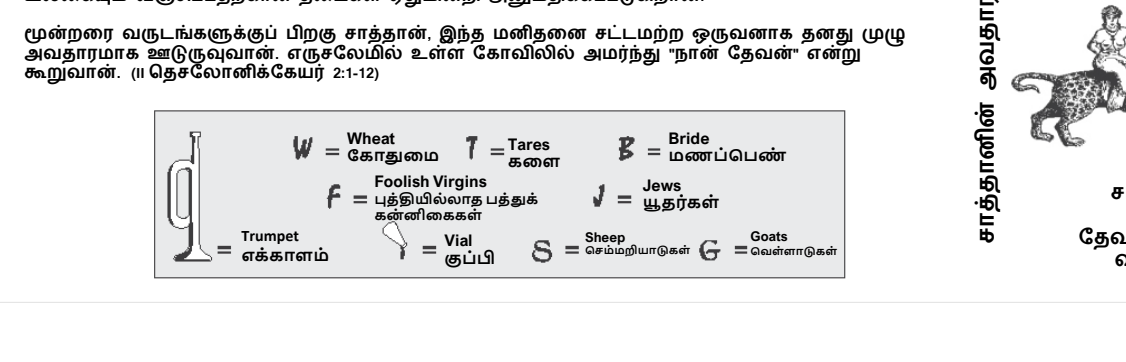 மூன்றரை வருடங்களுக்குப் பிறகு சாத்தான், இந்த மனிதனை சட்டமற்ற ஒருவனாக தனது முழு
அவதாரமாக ஊடுருவுவான். எருசலேமில் உள்ள கோவிலில் அமர்ந்து "நான் தேவன்" என்று
கூறுவான். (II தெசலோனிக்கேயர் 2:1-12)
W = Wheat கோதுமை T = Tares களை B = Bride மணப்பெண்
F = Foolish Virgins புத்தியில்லாத பத்துக் கன்னிகைகள் J = Jews யூதர்கள்
= Trumpet எக்காளம் = Vial குப்பி S = Sheep செம்மறியாடுகள் G = Goats வெள்ளாடுகள்
சாத்தானின்